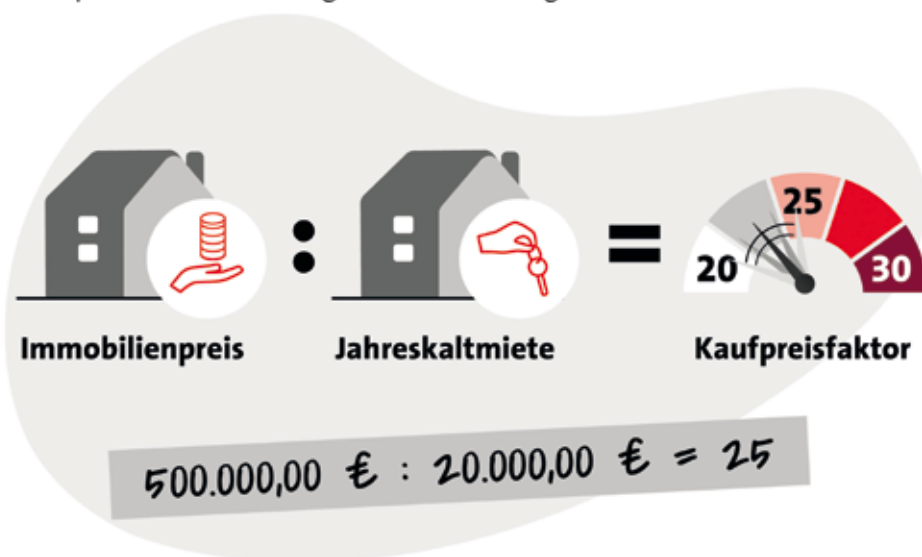 20
25
30
Immobilienpreis
:
Jahreskaltmiete
=
Kaufpreisfaktor
500.000,00 € : 20.000,00 € = 25